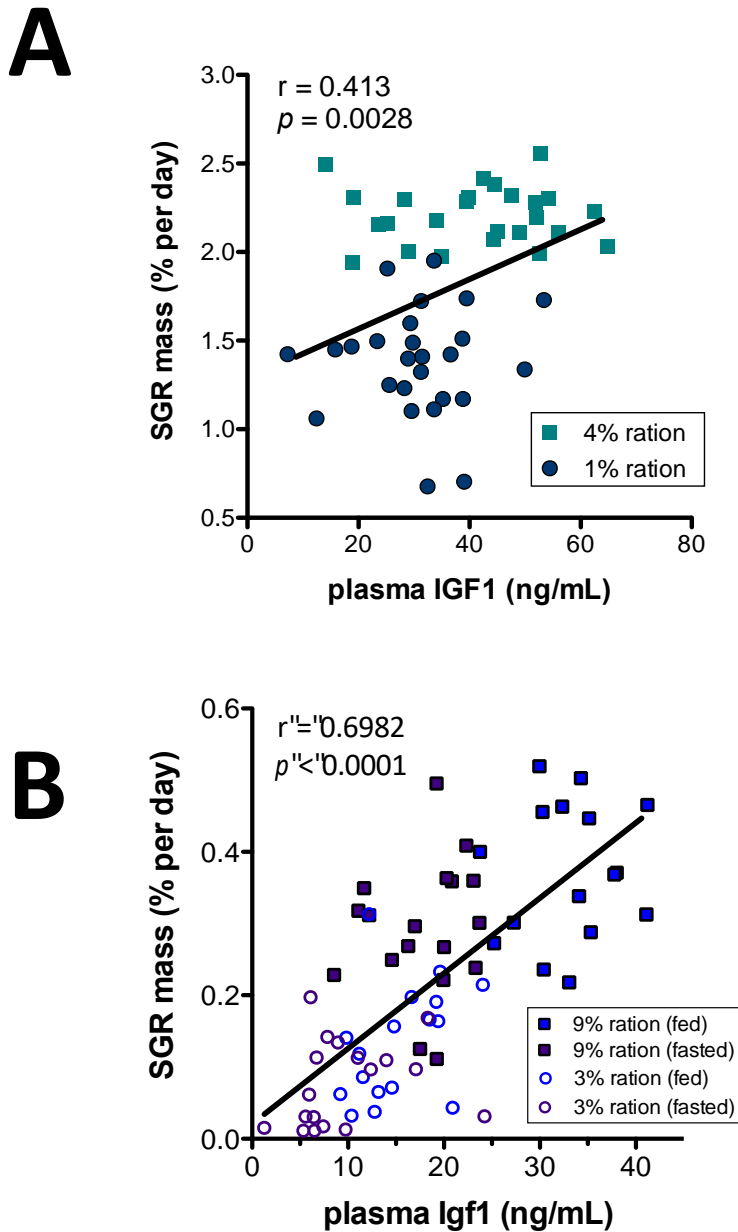 A
r = 0.413
p = 0.0028
3.0
2.5
2.0
1.5
1.0
0.5
SGR mass (% per day)
4% ration
1% ration
0 20 40 60 80
plasma IGF1 (ng/mL)
B
r"="0.6982
p"<"0.0001
0.6
0.4
0.2
0.0
SGR mass (% per day)
9% ration (fed)
9% ration (fasted)
3% ration (fed)
3% ration (fasted)
0 10 20 30 40
plasma Igf1 (ng/mL)